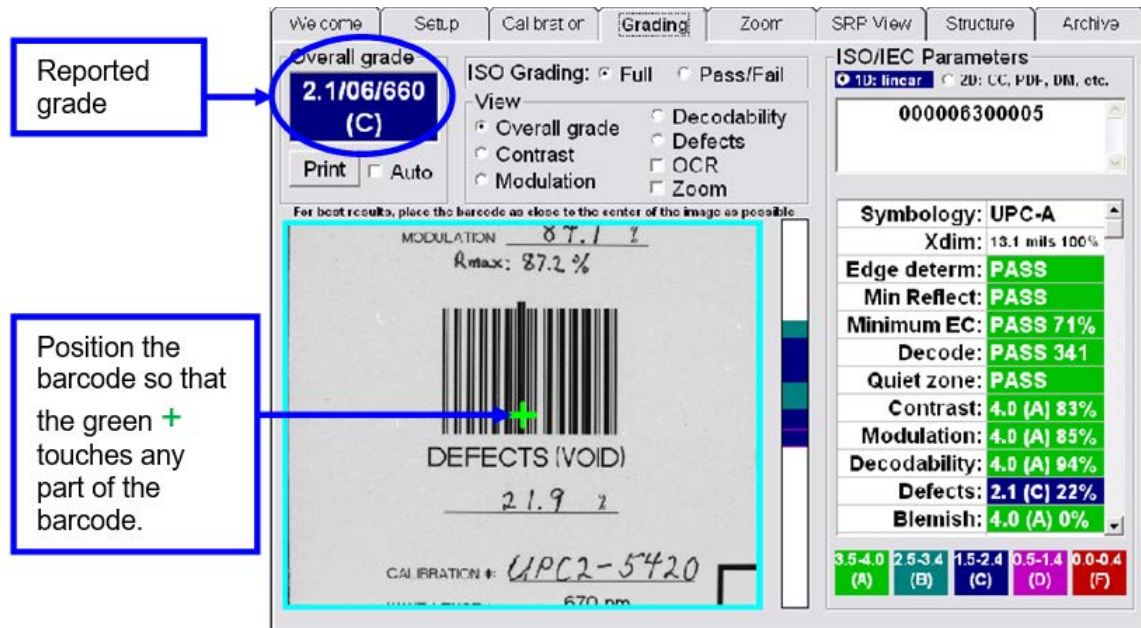 Reported
grade
Position the
barcode so that
the green +
touches any
part of the
barcode.
Welcome Setup Calibration Grading Zoom SRP View Structure Archive
Overall grade
2.1/06/660
(C)
Print Auto
ISO Grading: Full Pass/Fail
View
Overall grade
Contrast
Modulation
Decodability
Defects
OCR
Zoom
For best results, place the barcode as close to the center of the image as possible
MODULATION 87.1 %
Rmax: 87.2 %
DEFECTS (VOID)
21.9 %
CALIBRATION #: UPC2-5420
670 nm
ISO/IEC Parameters
1D: linear 2D: CC, PDF, DM, etc.
000006300005
Symbology: UPC-A
Xdim: 13.1 mils 100%
Edge determ: PASS
Min Reflect: PASS
Minimum EC: PASS 71%
Decode: PASS 341
Quiet zone: PASS
Contrast: 4.0 (A) 83%
Modulation: 4.0 (A) 85%
Decodability: 4.0 (A) 94%
Defects: 2.1 (C) 22%
Blemish: 4.0 (A) 0%
3.5-4.0 2.5-3.4 1.5-2.4 0.5-1.4 0.0-0.4
(A) (B) (C) (D) (F)